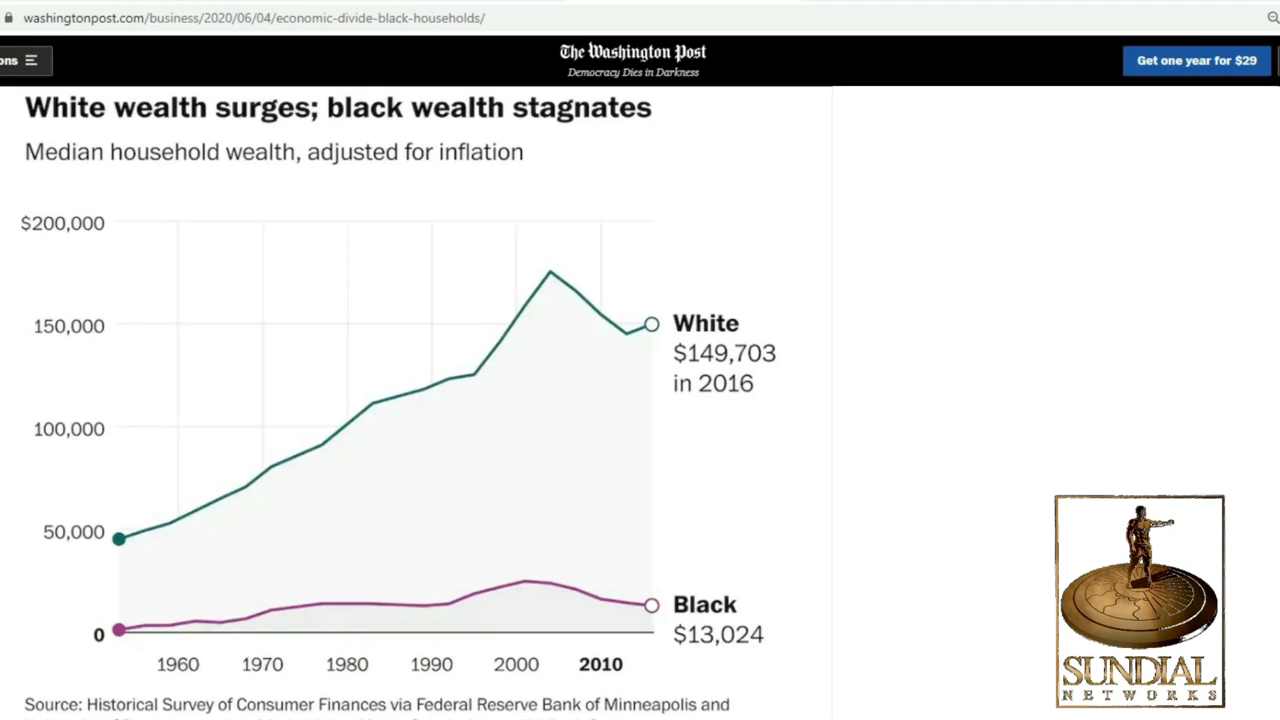 washingtonpost.com/business/2020/06/04/economic-divide-black-households/
ons
The Washington Post
Democracy Dies in Darkness
Get one year for $29
White wealth surges; black wealth stagnates
Median household wealth, adjusted for inflation
$200,000
150,000
100,000
50,000
0
White
$149,703
in 2016
Black
$13,024
1960 1970 1980 1990 2000 2010
Source: Historical Survey of Consumer Finances via Federal Reserve Bank of Minneapolis and
SUNDIAL
NETWORKS